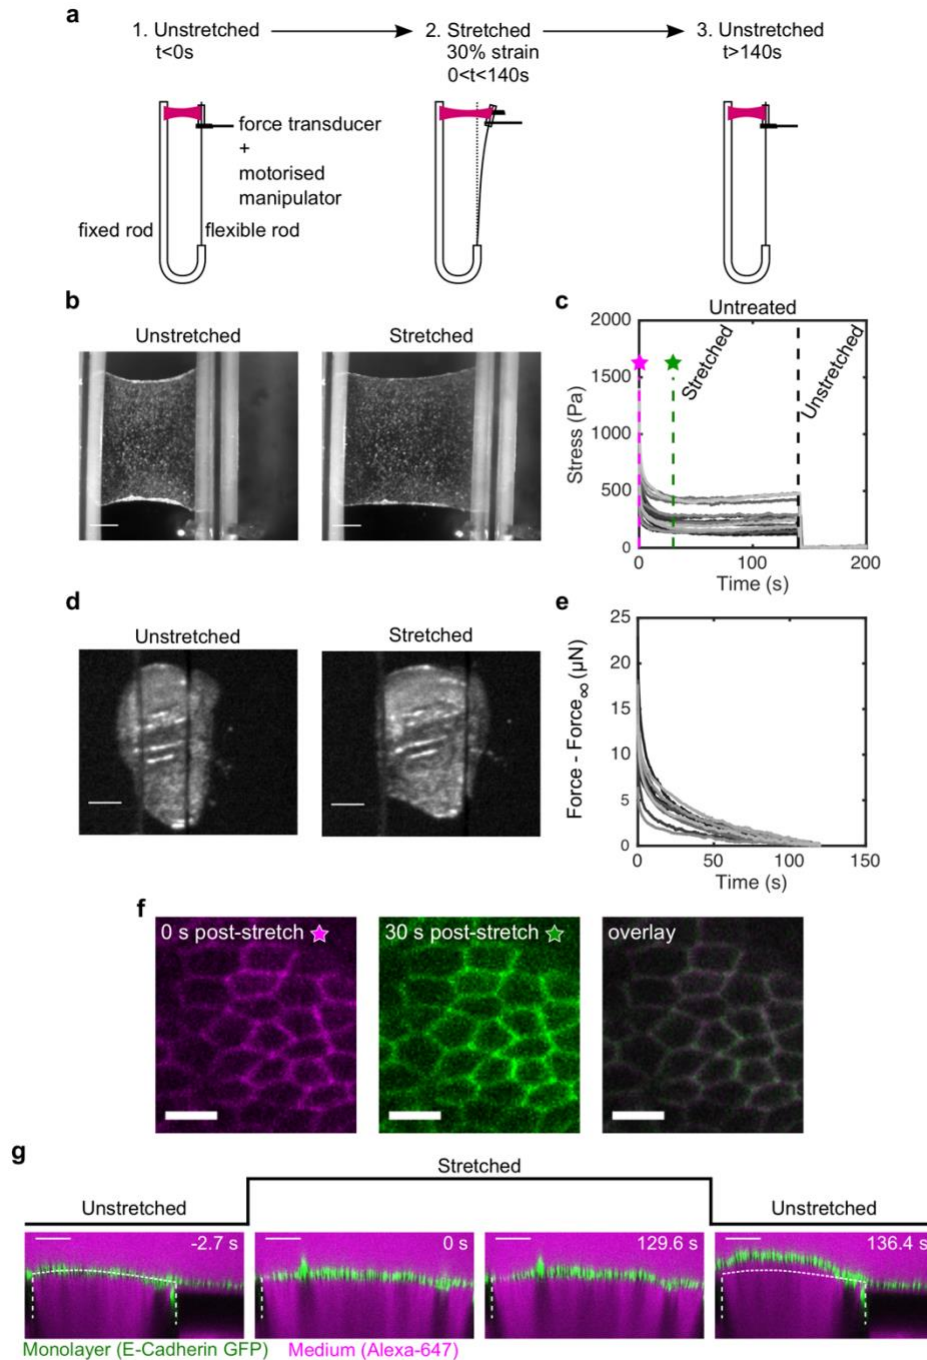 a
1. Unstretched
t<0s
2. Stretched
30% strain
0<t<140s
3. Unstretched
t>140s
force transducer
+
motorised
manipulator
fixed rod
flexible rod
b
Unstretched
Stretched
c
Untreated
2000
1500
1000
500
0
Stress (Pa)
Stretched
Unstretched
0
100
200
Time (s)
d
Unstretched
Stretched
e
25
20
15
10
5
0
Force - Force∞ (µN)
0
50
100
150
Time (s)
f
0 s post-stretch
30 s post-stretch
overlay
g
Stretched
Unstretched
Unstretched
-2.7 s
0 s
129.6 s
136.4 s
Monolayer (E-Cadherin GFP)
Medium (Alexa-647)